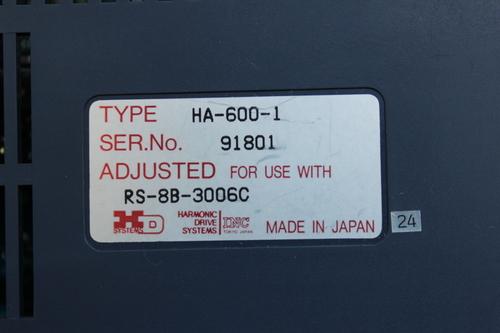 TYPE HA-600-1
SER.No. 91801
ADJUSTED FOR USE WITH
RS-8B-3006C
HD SYSTEMS HARMONIC DRIVE SYSTEMS INC TOKYO JAPAN MADE IN JAPAN 24